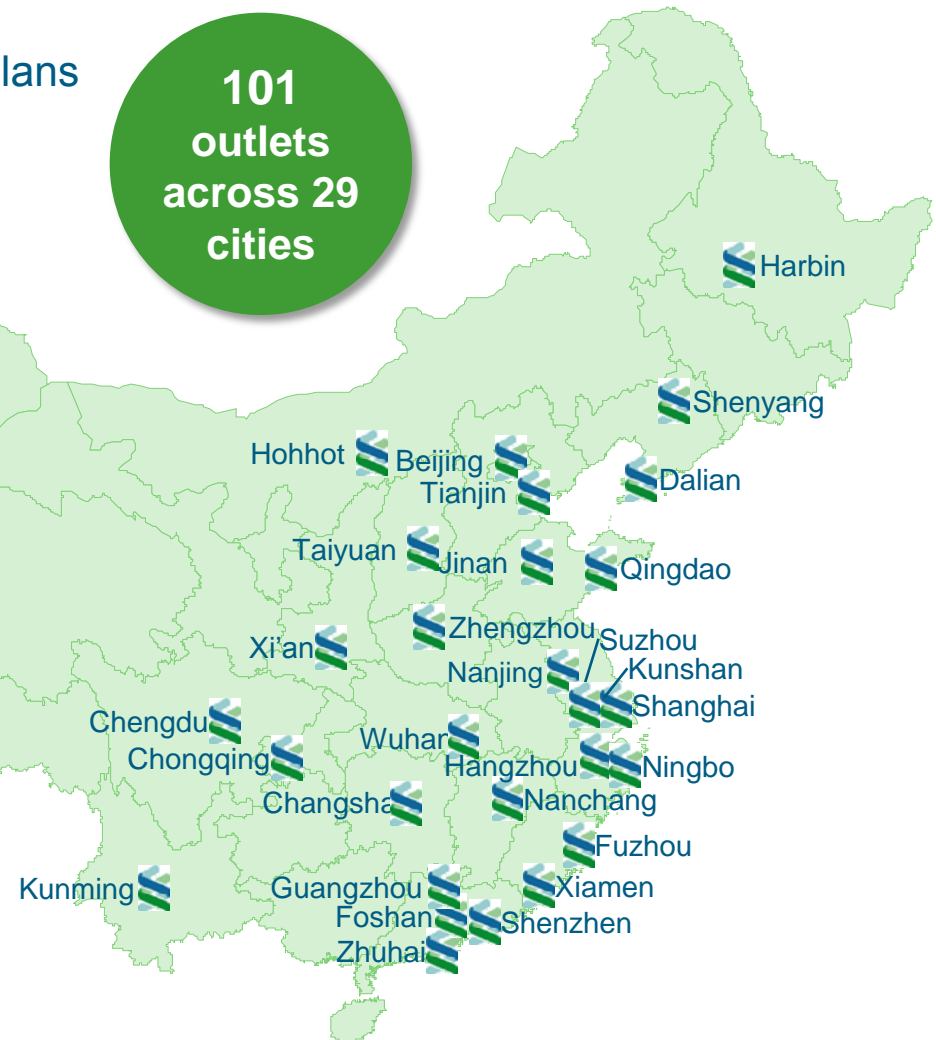 lans
101
outlets
across 29
cities
Harbin
Shenyang
Hohhot
Beijing
Tianjin
Dalian
Taiyuan
Jinan
Qingdao
Zhengzhou
Suzhou
Xi'an
Nanjing
Kunshan
Shanghai
Chengdu
Wuhan
Chongqing
Hangzhou
Ningbo
Changsha
Nanchang
Fuzhou
Kunming
Guangzhou
Xiamen
Foshan
Shenzhen
Zhuhai